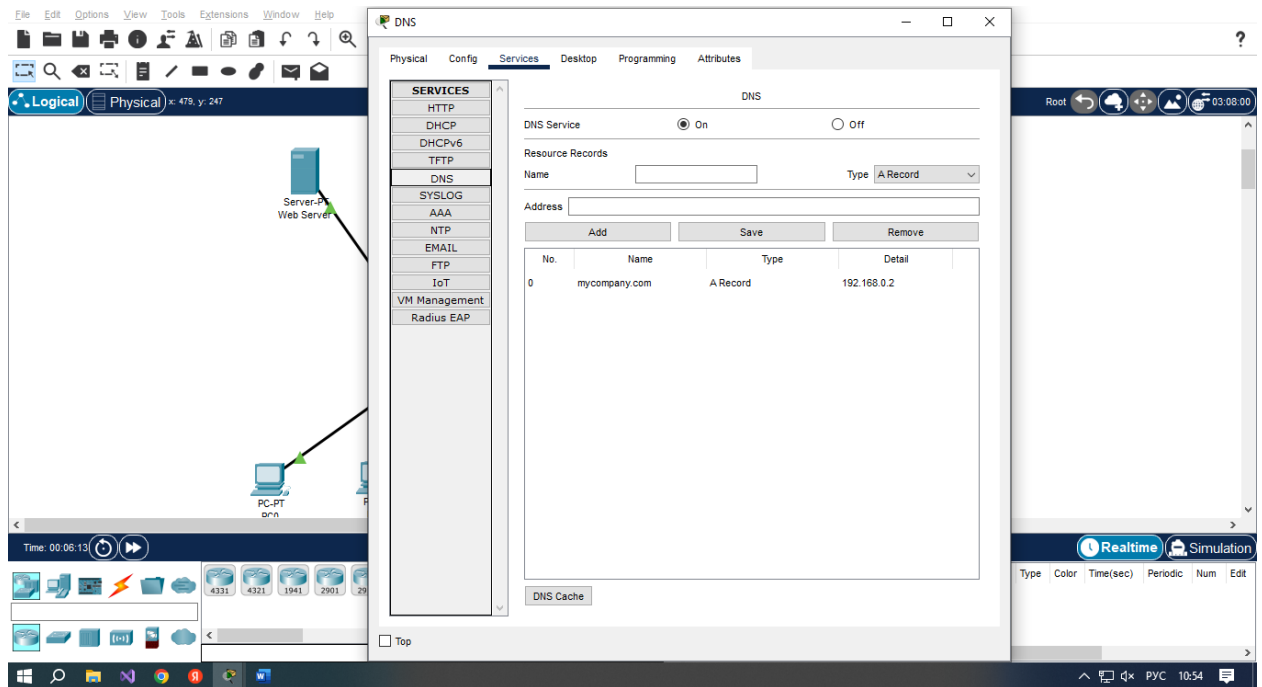 File Edit Options View Tools Extensions Window Help
DNS
?
Physical Config Services Desktop Programming Attributes
Logical Physical x: 479, y: 247
Root 03:08:00
SERVICES
HTTP
DHCP
DHCPv6
TFTP
DNS
SYSLOG
AAA
NTP
EMAIL
FTP
IoT
VM Management
Radius EAP
DNS
DNS Service On Off
Resource Records
Name Type A Record
Address
Add Save Remove
No. Name Type Detail
0 mycompany.com A Record 192.168.0.2
DNS Cache
Top
Server-PT
Web Server
PC-PT
PC0
Time: 00:06:13
Realtime Simulation
4331 4321 1941 2901 29
Type Color Time(sec) Periodic Num Edit
РУС 10:54